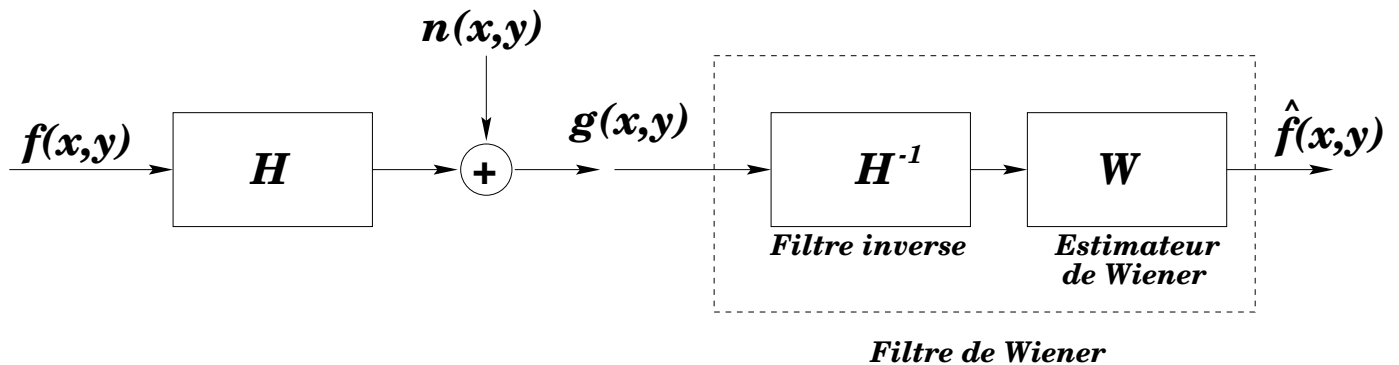 n(x,y)
f(x,y)
H
+
g(x,y)
H⁻¹
W
f̂(x,y)
Filtre inverse
Estimateur
de Wiener
Filtre de Wiener